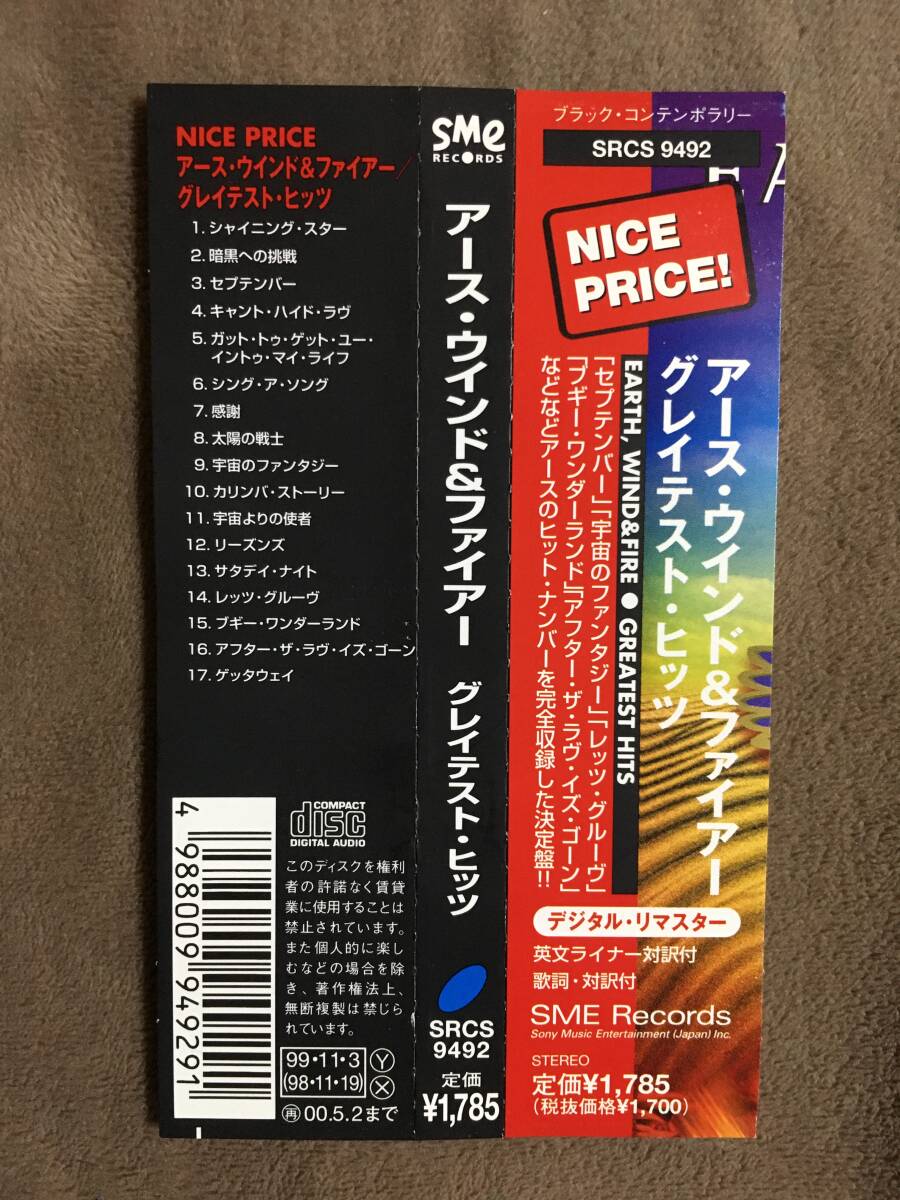 NICE PRICE
アース・ウインド&ファイアー/
グレイテスト・ヒッツ
1. シャイニング・スター
2. 暗黒への挑戦
3. セプテンバー
4. キャント・ハイド・ラヴ
5. ガット・トゥ・ゲット・ユー・
イントゥ・マイ・ライフ
6. シング・ア・ソング
7. 感謝
8. 太陽の戦士
9. 宇宙のファンタジー
10. カリンバ・ストーリー
11. 宇宙よりの使者
12. リーズンズ
13. サタデイ・ナイト
14. レッツ・グルーヴ
15. ブギー・ワンダーランド
16. アフター・ザ・ラヴ・イズ・ゴーン
17. ゲッタウェイ
4 988009 949291
COMPACT
disc
DIGITAL AUDIO
このディスクを権利
者の許諾なく賃貸
業に使用することは
禁止されています。
また個人的に楽し
むなどの場合を除
き、著作権法上、
無断複製は禁じら
れています。
99・11・3 Y
(98・11・19) X
再 00.5.2まで
SMe
RECORDS
アース・ウインド&ファイアー グレイテスト・ヒッツ
SRCS
9492
定価
¥1,785
ブラック・コンテンポラリー
SRCS 9492
EA
NICE
PRICE!
アース・ウインド&ファイアー
グレイテスト・ヒッツ
EARTH, WIND&FIRE ● GREATEST HITS
「セプテンバー」「宇宙のファンタジー」「レッツ・グルーヴ」
「ブギー・ワンダーランド」「アフター・ザ・ラヴ・イズ・ゴーン」
などなどアースのヒット・ナンバーを完全収録した決定盤!!
デジタル・リマスター
英文ライナー対訳付
歌詞・対訳付
SME Records
Sony Music Entertainment (Japan) Inc.
STEREO
定価¥1,785
(税抜価格¥1,700)